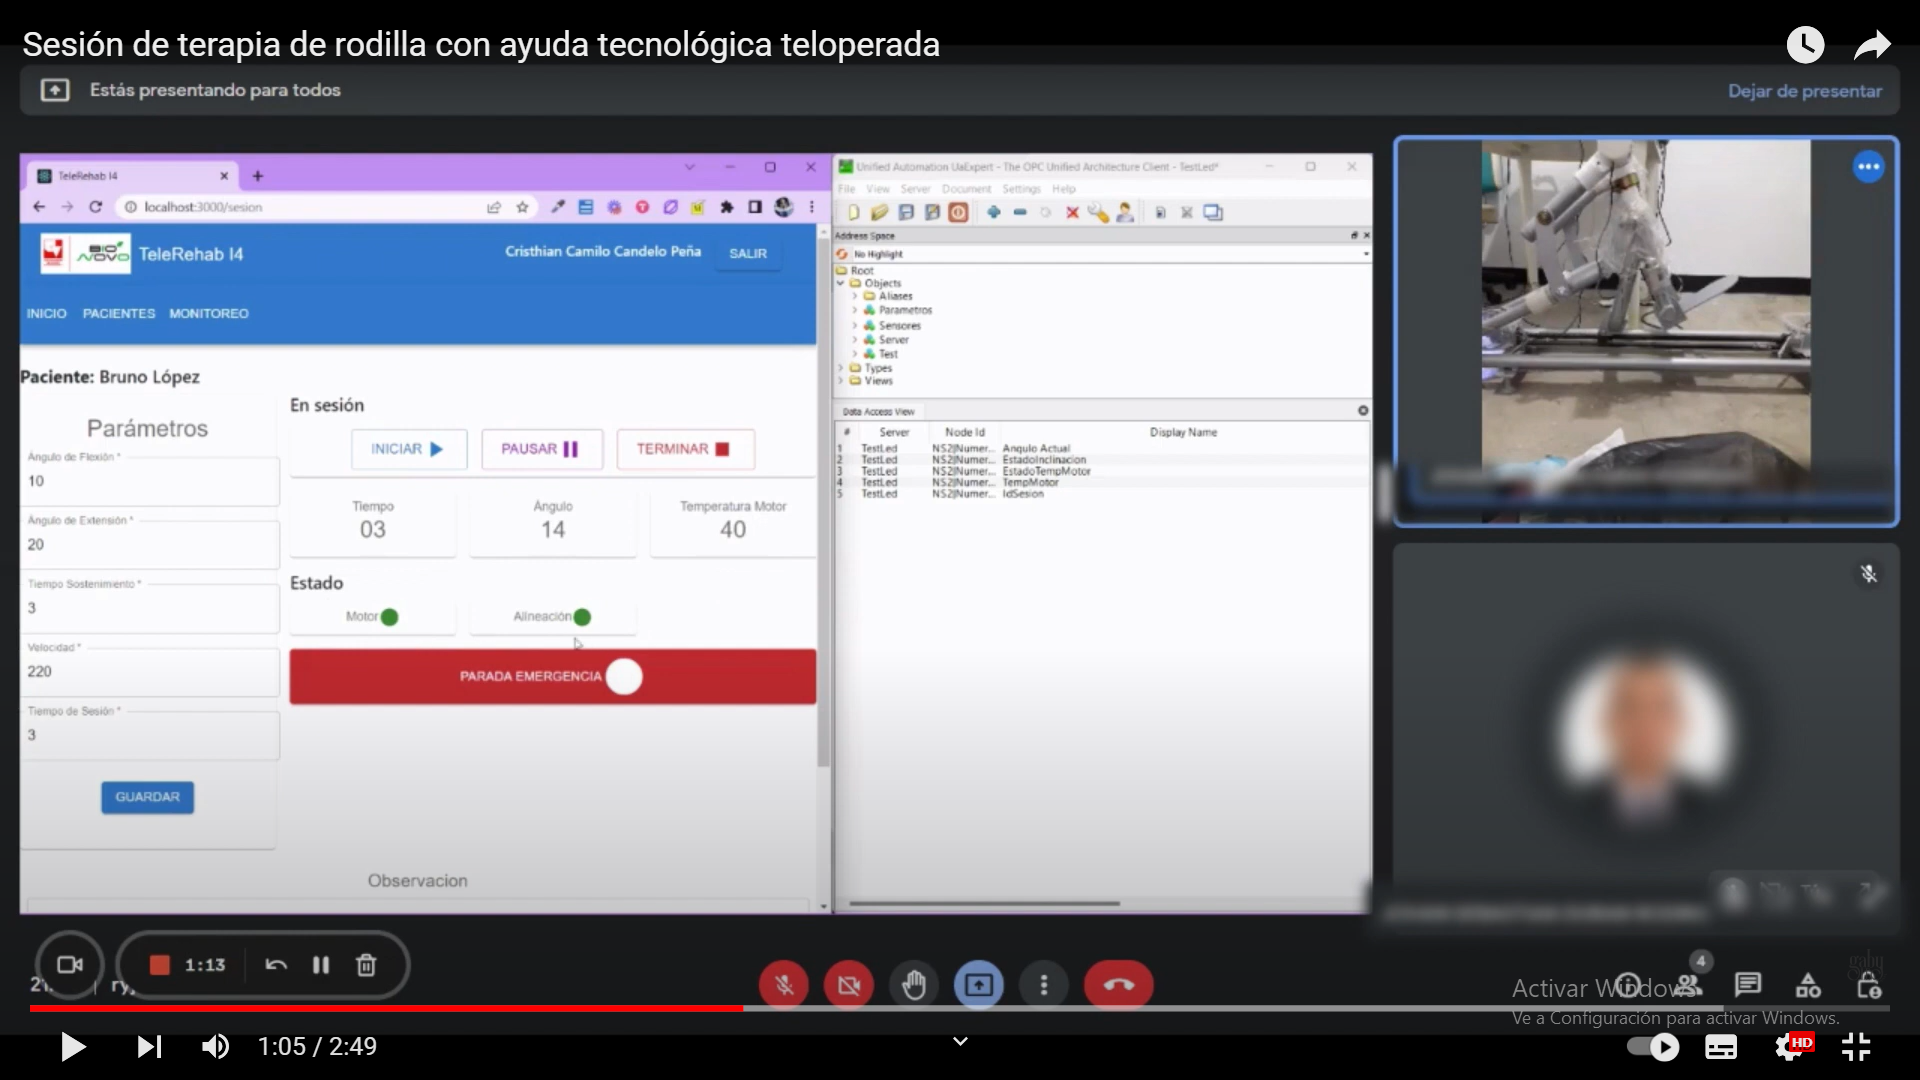 Sesión de terapia de rodilla con ayuda tecnológica teloperada
Estás presentando para todos
Dejar de presentar
TeleRehab I4
localhost:3000/sesion
BIO NOVO
TeleRehab I4
Cristhian Camilo Candelo Peña
SALIR
INICIO PACIENTES MONITOREO
Paciente: Bruno López
Parámetros
Ángulo de Flexión *
10
Ángulo de Extensión *
20
Tiempo Sostenimiento *
3
Velocidad *
220
Tiempo de Sesión *
3
GUARDAR
En sesión
INICIAR
PAUSAR
TERMINAR
Tiempo
03
Ángulo
14
Temperatura Motor
40
Estado
Motor
Alineación
PARADA EMERGENCIA
Observacion
Unified Automation UaExpert - The OPC Unified Architecture Client - TestLed*
File View Server Document Settings Help
Address Space
No Highlight
Root
Objects
Aliases
Parametros
Sensores
Server
Test
Types
Views
Data Access View
# Server Node Id Display Name
1 TestLed NS2|Numer... Angulo Actual
2 TestLed NS2|Numer... EstadoInclinacion
3 TestLed NS2|Numer... EstadoTempMotor
4 TestLed NS2|Numer... TempMotor
5 TestLed NS2|Numer... IdSesion
1:13
4
Activar Windows
Ve a Configuración para activar Windows.
1:05 / 2:49
HD